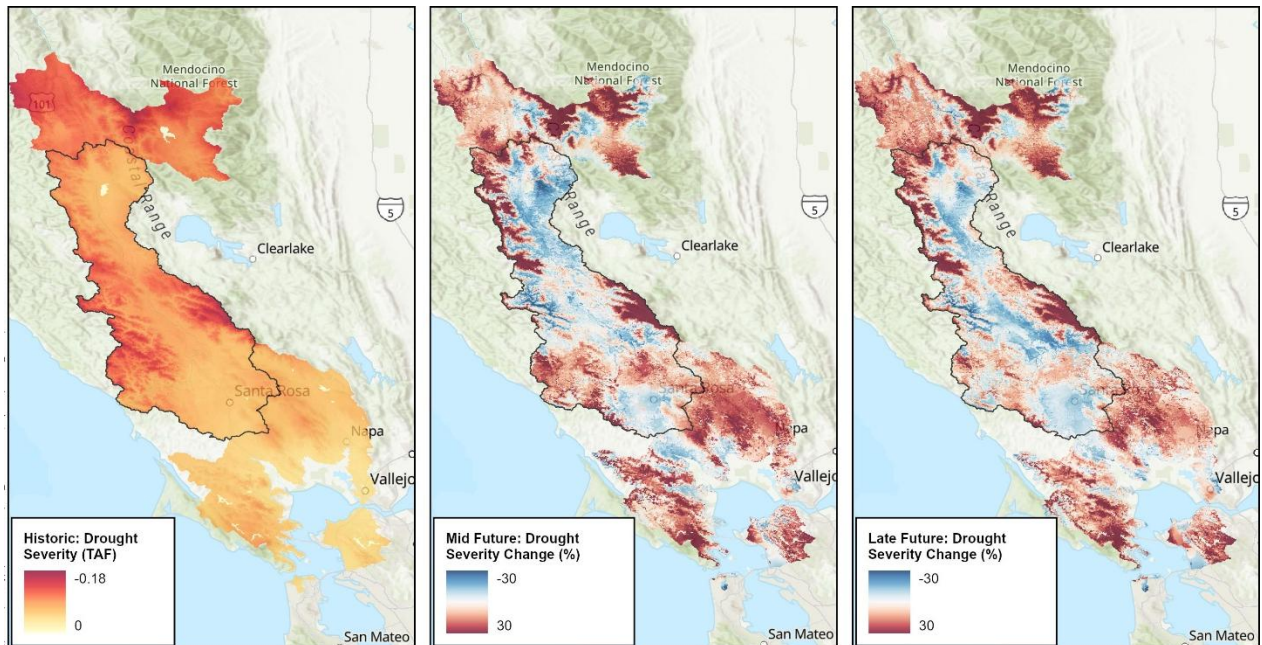 Mendocino
National Forest
101
Coastal Range
5
Clearlake
Santa Rosa
Napa
Vallejo
Historic: Drought
Severity (TAF)
-0.18
0
San Mateo
Mendocino
National Forest
Range
5
Clearlake
Santa Rosa
Napa
Vallejo
Mid Future: Drought
Severity Change (%)
-30
30
San Mateo
Mendocino
National Forest
Range
5
Clearlake
Napa
Vallejo
Late Future: Drought
Severity Change (%)
-30
30
San Mateo